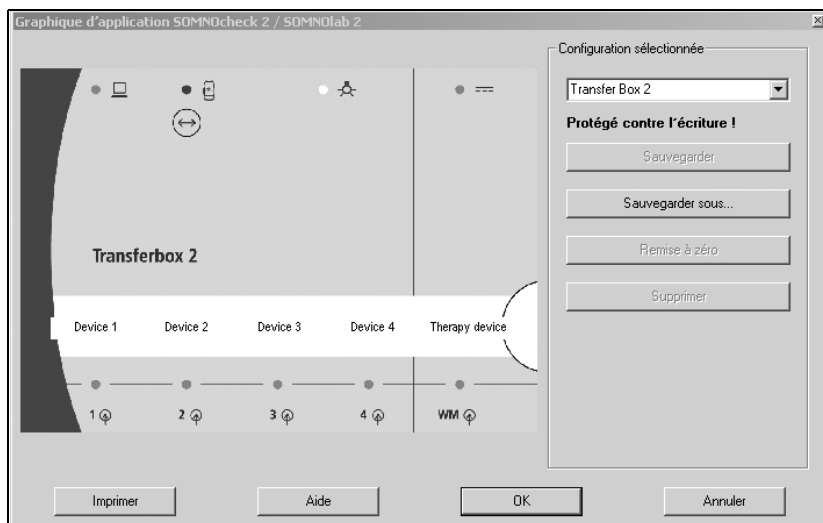 Graphique d'application SOMNOcheck 2 / SOMNOlab 2
Transferbox 2
Device 1 Device 2 Device 3 Device 4 Therapy device
1 2 3 4 WM
Configuration sélectionnée
Transfer Box 2
Protégé contre l'écriture !
Sauvegarder
Sauvegarder sous...
Remise à zéro
Supprimer
Imprimer Aide OK Annuler